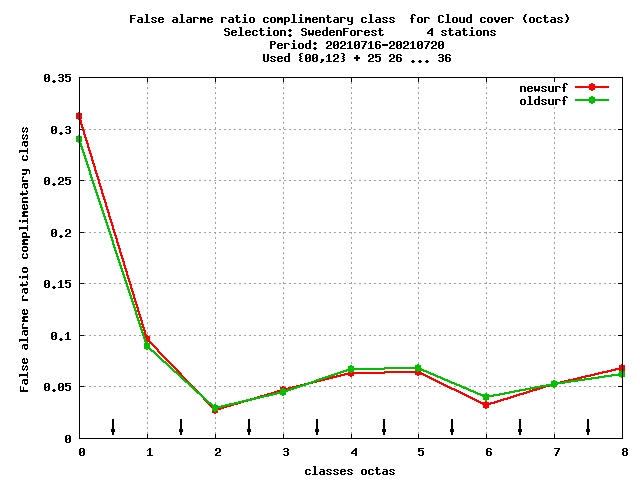 False alarme ratio complimentary class  for Cloud cover (octas)
Selection: SwedenForest      4 stations
Period: 20210716-20210720
Used {00,12} + 25 26 ... 36
newsurf
oldsurf
False alarme ratio complimentary class
0.35
0.3
0.25
0.2
0.15
0.1
0.05
0
0 1 2 3 4 5 6 7 8
classes octas